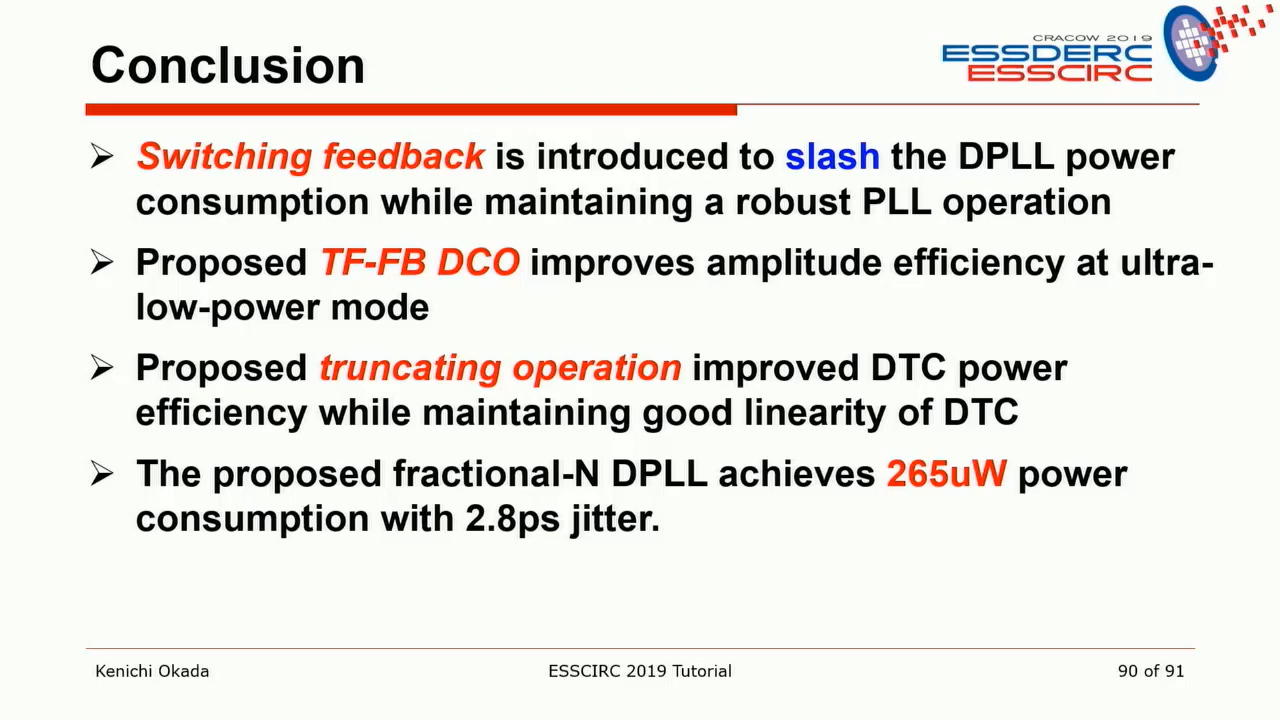 Conclusion
CRACOW 2019
ESSDERC
ESSCIRC
➢ Switching feedback is introduced to slash the DPLL power
consumption while maintaining a robust PLL operation
➢ Proposed TF-FB DCO improves amplitude efficiency at ultra-
low-power mode
➢ Proposed truncating operation improved DTC power
efficiency while maintaining good linearity of DTC
➢ The proposed fractional-N DPLL achieves 265uW power
consumption with 2.8ps jitter.
Kenichi Okada
ESSCIRC 2019 Tutorial
90 of 91